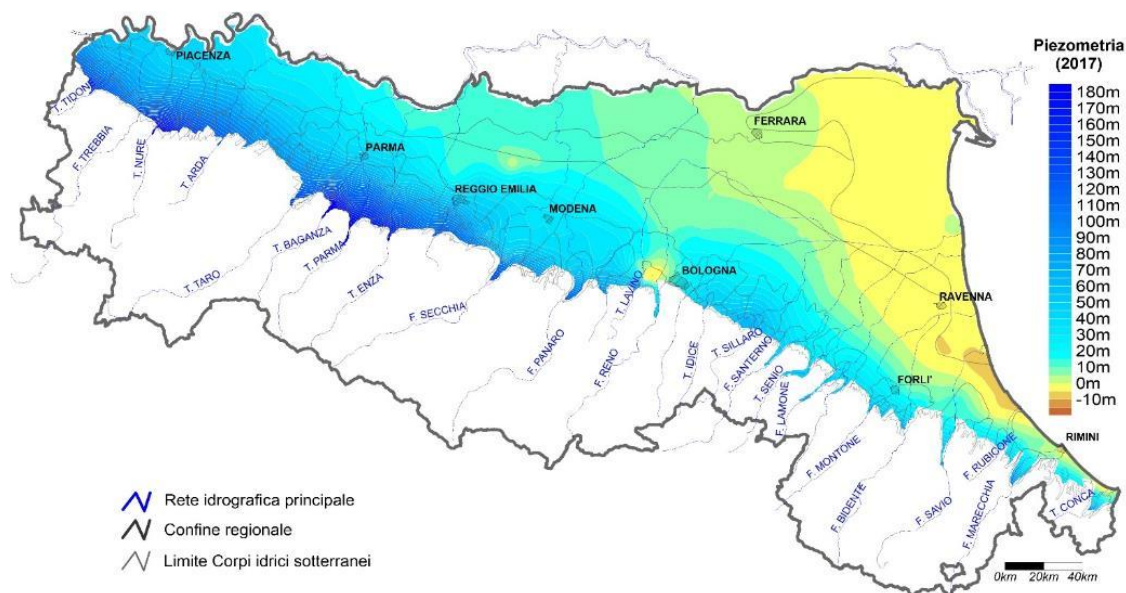 Piezometria
(2017)
180m
170m
160m
150m
140m
130m
120m
110m
100m
90m
80m
70m
60m
50m
40m
30m
20m
10m
0m
-10m
PIACENZA
PARMA
REGGIO EMILIA
MODENA
BOLOGNA
FERRARA
RAVENNA
FORLI'
RIMINI
T. TIDONE
F. TREBBIA
T. NURE
T. ARDA
T. TARO
T. BAGANZA
T. PARMA
T. ENZA
F. SECCHIA
F. PANARO
F. RENO
T. LAVINO
T. IDICE
T. SILLARO
F. SANTERNO
T. SENIO
F. LAMONE
F. MONTONE
F. BIDENTE
F. SAVIO
F. RUBICONE
F. MARECCHIA
T. CONCA
Rete idrografica principale
Confine regionale
Limite Corpi idrici sotterranei
0km 20km 40km